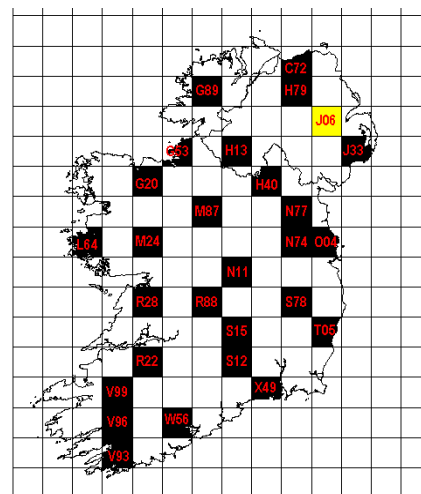 C72
G89 H79
J06
G53 H13 J33
G20 H40
M87 N77
L64 M24 N74 O04
N11
R28 R88 S78
S15 T05
R22 S12
V99 X49
V96 W56
V93